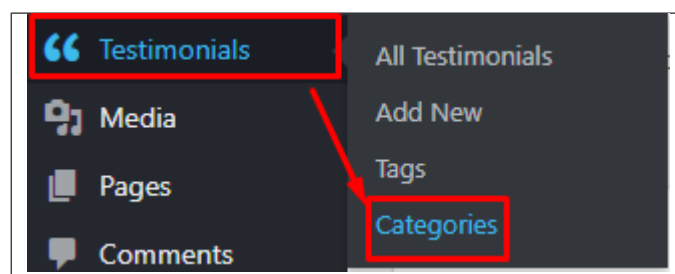 Testimonials
Media
Pages
Comments
All Testimonials
Add New
Tags
Categories